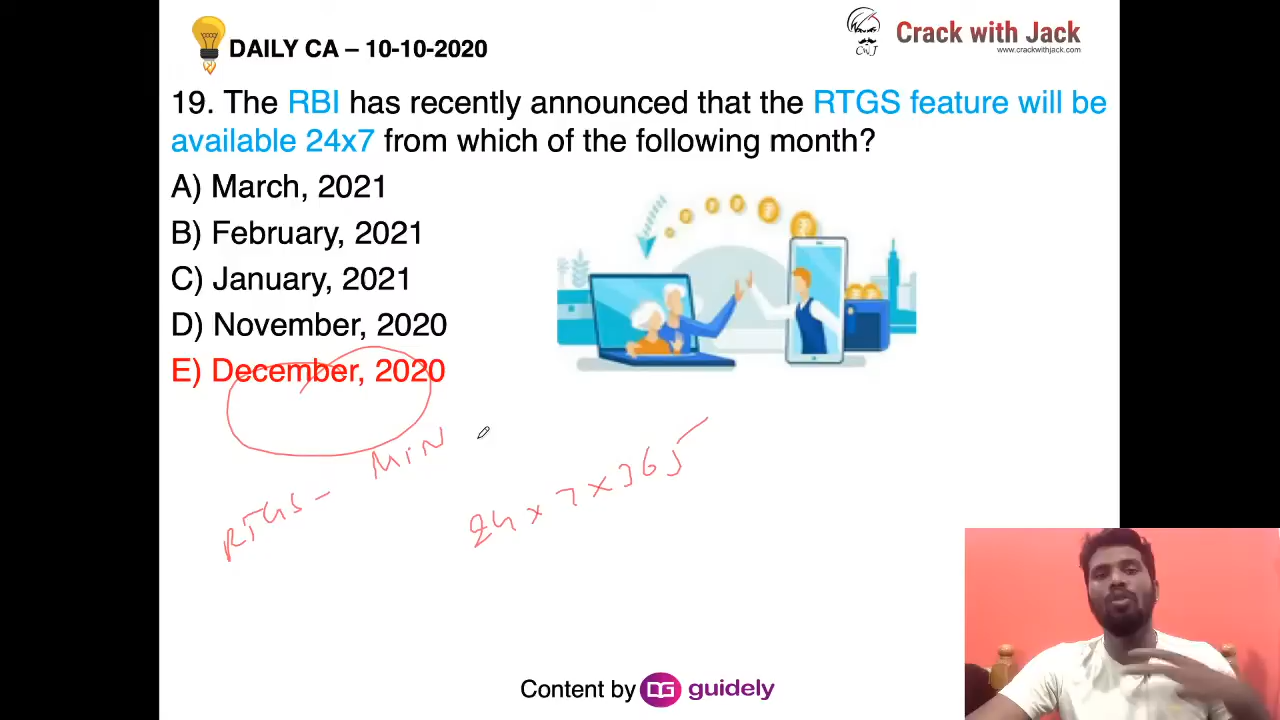 DAILY CA – 10-10-2020
Crack with Jack
www.crackwithjack.com
CWJ
19. The RBI has recently announced that the RTGS feature will be
available 24x7 from which of the following month?
A) March, 2021
B) February, 2021
C) January, 2021
D) November, 2020
E) December, 2020
RTGS - MIN
24 x 7 x 365
Content by DG guidely